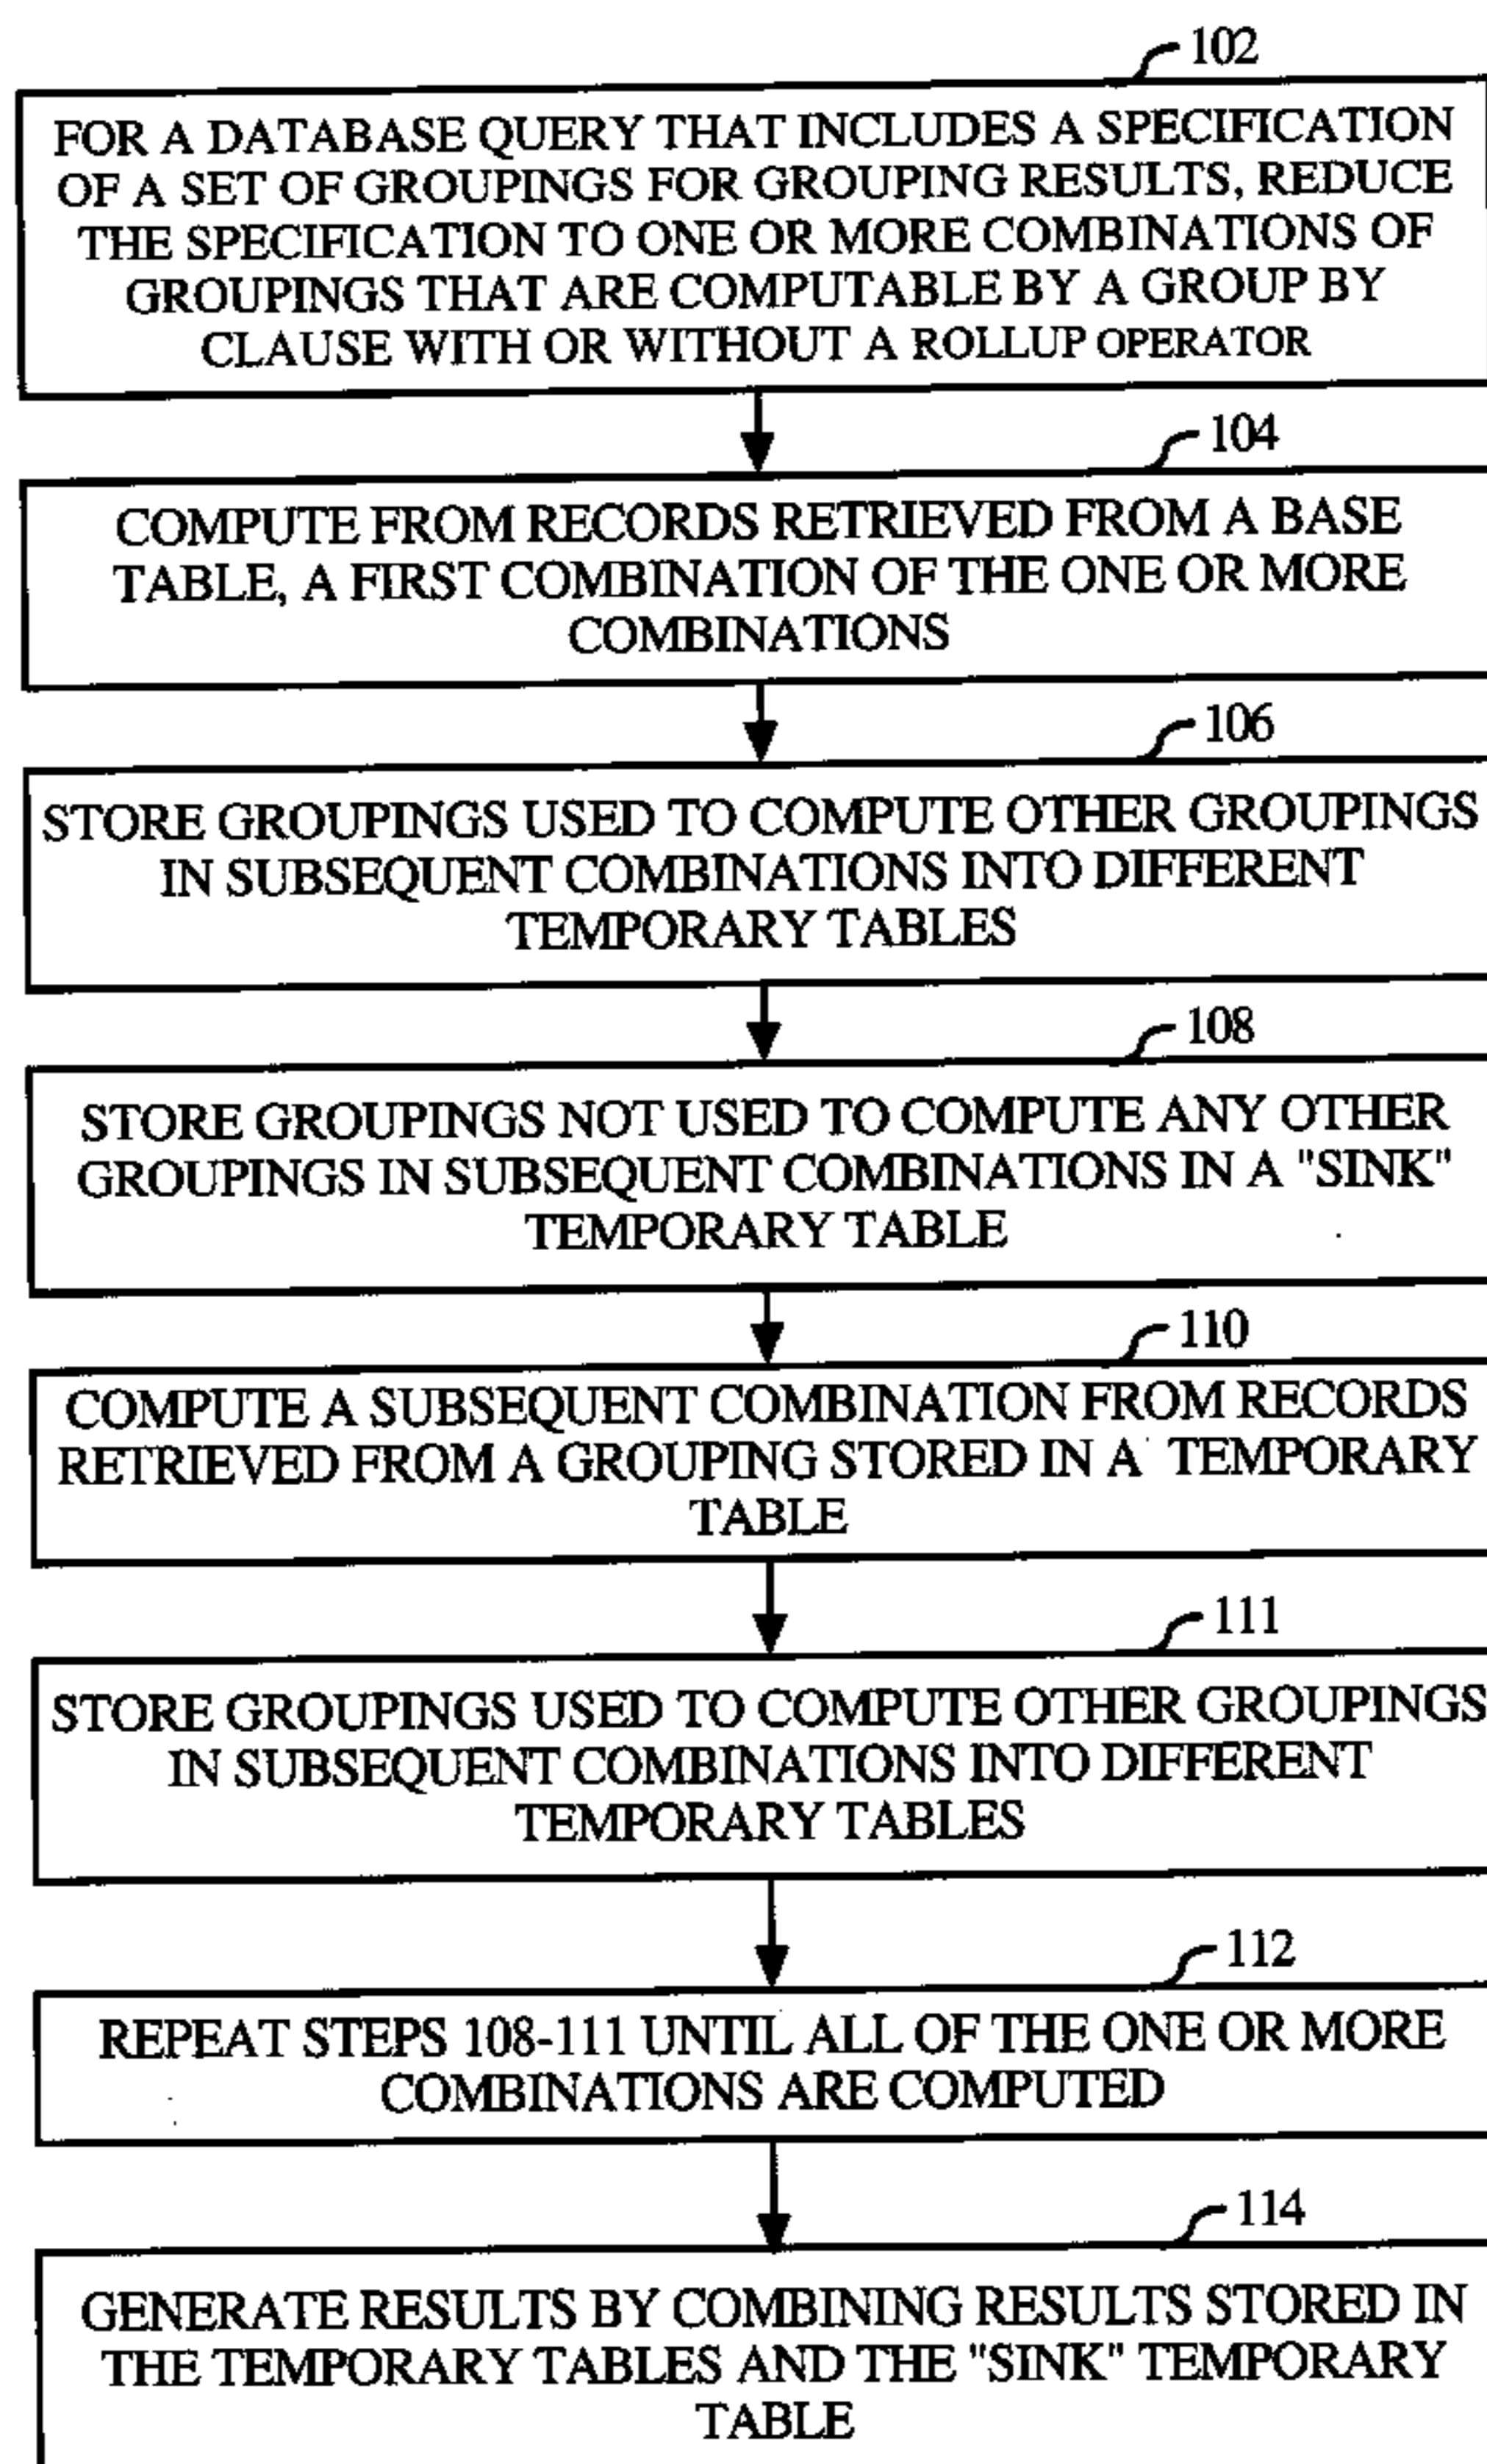 102
FOR A DATABASE QUERY THAT INCLUDES A SPECIFICATION
OF A SET OF GROUPINGS FOR GROUPING RESULTS, REDUCE
THE SPECIFICATION TO ONE OR MORE COMBINATIONS OF
GROUPINGS THAT ARE COMPUTABLE BY A GROUP BY
CLAUSE WITH OR WITHOUT A ROLLUP OPERATOR
104
COMPUTE FROM RECORDS RETRIEVED FROM A BASE
TABLE, A FIRST COMBINATION OF THE ONE OR MORE
COMBINATIONS
106
STORE GROUPINGS USED TO COMPUTE OTHER GROUPINGS
IN SUBSEQUENT COMBINATIONS INTO DIFFERENT
TEMPORARY TABLES
108
STORE GROUPINGS NOT USED TO COMPUTE ANY OTHER
GROUPINGS IN SUBSEQUENT COMBINATIONS IN A "SINK"
TEMPORARY TABLE
110
COMPUTE A SUBSEQUENT COMBINATION FROM RECORDS
RETRIEVED FROM A GROUPING STORED IN A TEMPORARY
TABLE
111
STORE GROUPINGS USED TO COMPUTE OTHER GROUPINGS
IN SUBSEQUENT COMBINATIONS INTO DIFFERENT
TEMPORARY TABLES
112
REPEAT STEPS 108-111 UNTIL ALL OF THE ONE OR MORE
COMBINATIONS ARE COMPUTED
114
GENERATE RESULTS BY COMBINING RESULTS STORED IN
THE TEMPORARY TABLES AND THE "SINK" TEMPORARY
TABLE